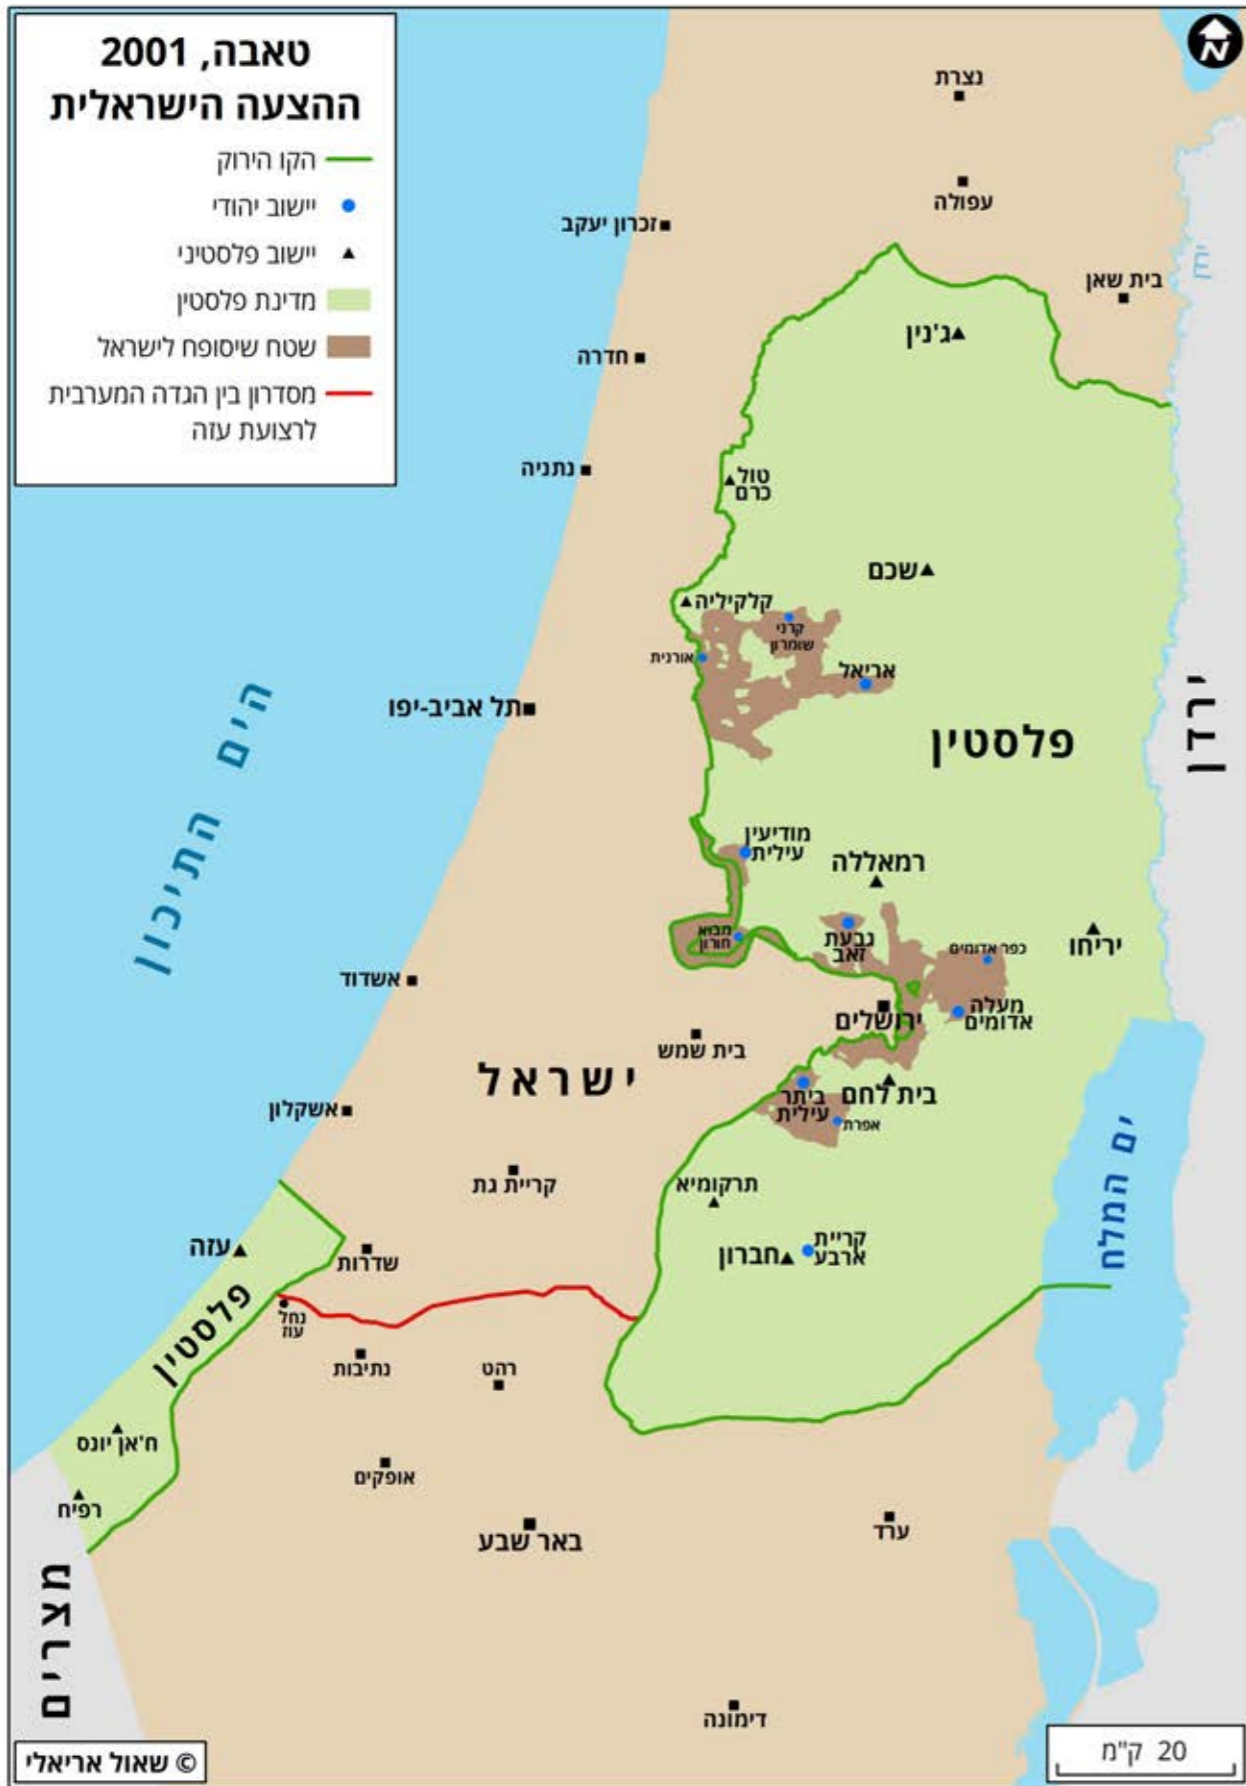 טאבה, 2001
ההצעה הישראלית
הקו הירוק
יישוב יהודי
יישוב פלסטיני
מדינת פלסטין
שטח שיסופח לישראל
מסדרון בין הגדה המערבית
לרצועת עזה
N
נצרת
עפולה
זכרון יעקב
בית שאן
ג'נין
חדרה
נתניה
טול
כרם
שכם
קלקיליה
קרני
שומרון
אורנית
אריאל
ירדן
תל אביב-יפו
פלסטין
הים התיכון
מודיעין
עילית
רמאללה
מבוא
חורון
גבעת
זאב
כפר אדומים
יריחו
אשדוד
מעלה
אדומים
ירושלים
בית שמש
ישראל
בית לחם
ביתר
עילית
אפרת
אשקלון
ים המלח
קריית גת
תרקומיא
עזה
שדרות
חברון
קריית
ארבע
פלסטין
נחל
עוז
נתיבות
רהט
ח'אן יונס
אופקים
רפיח
באר שבע
ערד
מצרים
דימונה
20 ק"מ
© שאול אריאלי